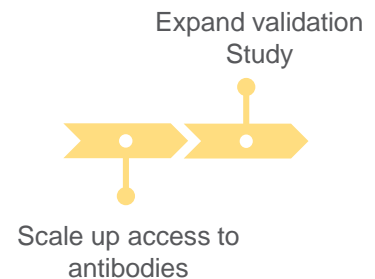 Expand validation
Study
Scale up access to
antibodies